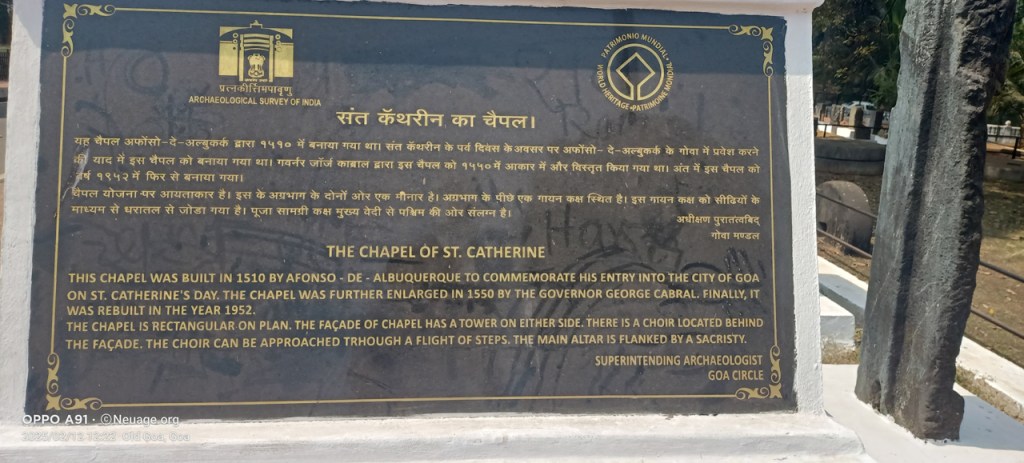 प्रत्नकीर्तिमपावृणु
ARCHAEOLOGICAL SURVEY OF INDIA
PATRIMONIO MUNDIAL
WORLD HERITAGE • PATRIMOINE MONDIAL
संत कॅथरीन का चैपल।
यह चैपल अफोंसो-दे-अल्बुकर्क द्वारा १५१० में बनाया गया था। संत कॅथरीन के पर्व दिवस के अवसर पर अफोंसो-दे-अल्बुकर्क के गोवा में प्रवेश करने
की याद में इस चैपल को बनाया गया था। गवर्नर जॉर्ज काब्राल द्वारा इस चैपल को १५५० में आकार में और विस्तृत किया गया था। अंत में इस चैपल को
वर्ष १९५२ में फिर से बनाया गया।
चैपल योजना पर आयताकार है। इस के अग्रभाग के दोनों ओर एक मीनार है। अग्रभाग के पीछे एक गायन कक्ष स्थित है। इस गायन कक्ष को सीढीयों के
माध्यम से धरातल से जोडा गया है। पूजा सामग्री कक्ष मुख्य वेदी से पश्चिम की ओर संलग्न है।
अधीक्षण पुरातत्वविद्
गोवा मण्डल
THE CHAPEL OF ST. CATHERINE
THIS CHAPEL WAS BUILT IN 1510 BY AFONSO - DE - ALBUQUERQUE TO COMMEMORATE HIS ENTRY INTO THE CITY OF GOA
ON ST. CATHERINE'S DAY. THE CHAPEL WAS FURTHER ENLARGED IN 1550 BY THE GOVERNOR GEORGE CABRAL. FINALLY, IT
WAS REBUILT IN THE YEAR 1952.
THE CHAPEL IS RECTANGULAR ON PLAN. THE FAÇADE OF CHAPEL HAS A TOWER ON EITHER SIDE. THERE IS A CHOIR LOCATED BEHIND
THE FAÇADE. THE CHOIR CAN BE APPROACHED TRHOUGH A FLIGHT OF STEPS. THE MAIN ALTAR IS FLANKED BY A SACRISTY.
SUPERINTENDING ARCHAEOLOGIST
GOA CIRCLE
OPPO A91 · ©Neuage.org
Old Goa, Goa